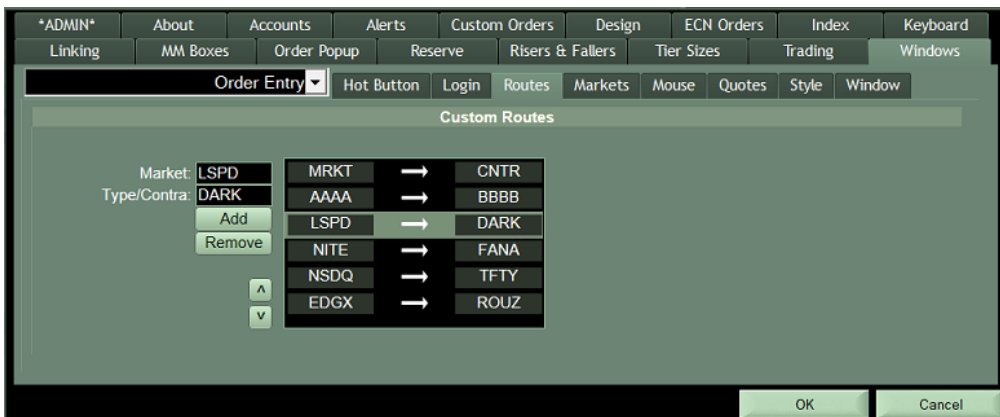 *ADMIN* About Accounts Alerts Custom Orders Design ECN Orders Index Keyboard
Linking MM Boxes Order Popup Reserve Risers & Fallers Tier Sizes Trading Windows
Order Entry Hot Button Login Routes Markets Mouse Quotes Style Window
Custom Routes
Market: LSPD
Type/Contra: DARK
Add
Remove
MRKT → CNTR
AAAA → BBBB
LSPD → DARK
NITE → FANA
NSDQ → TFTY
EDGX → ROUZ
OK Cancel